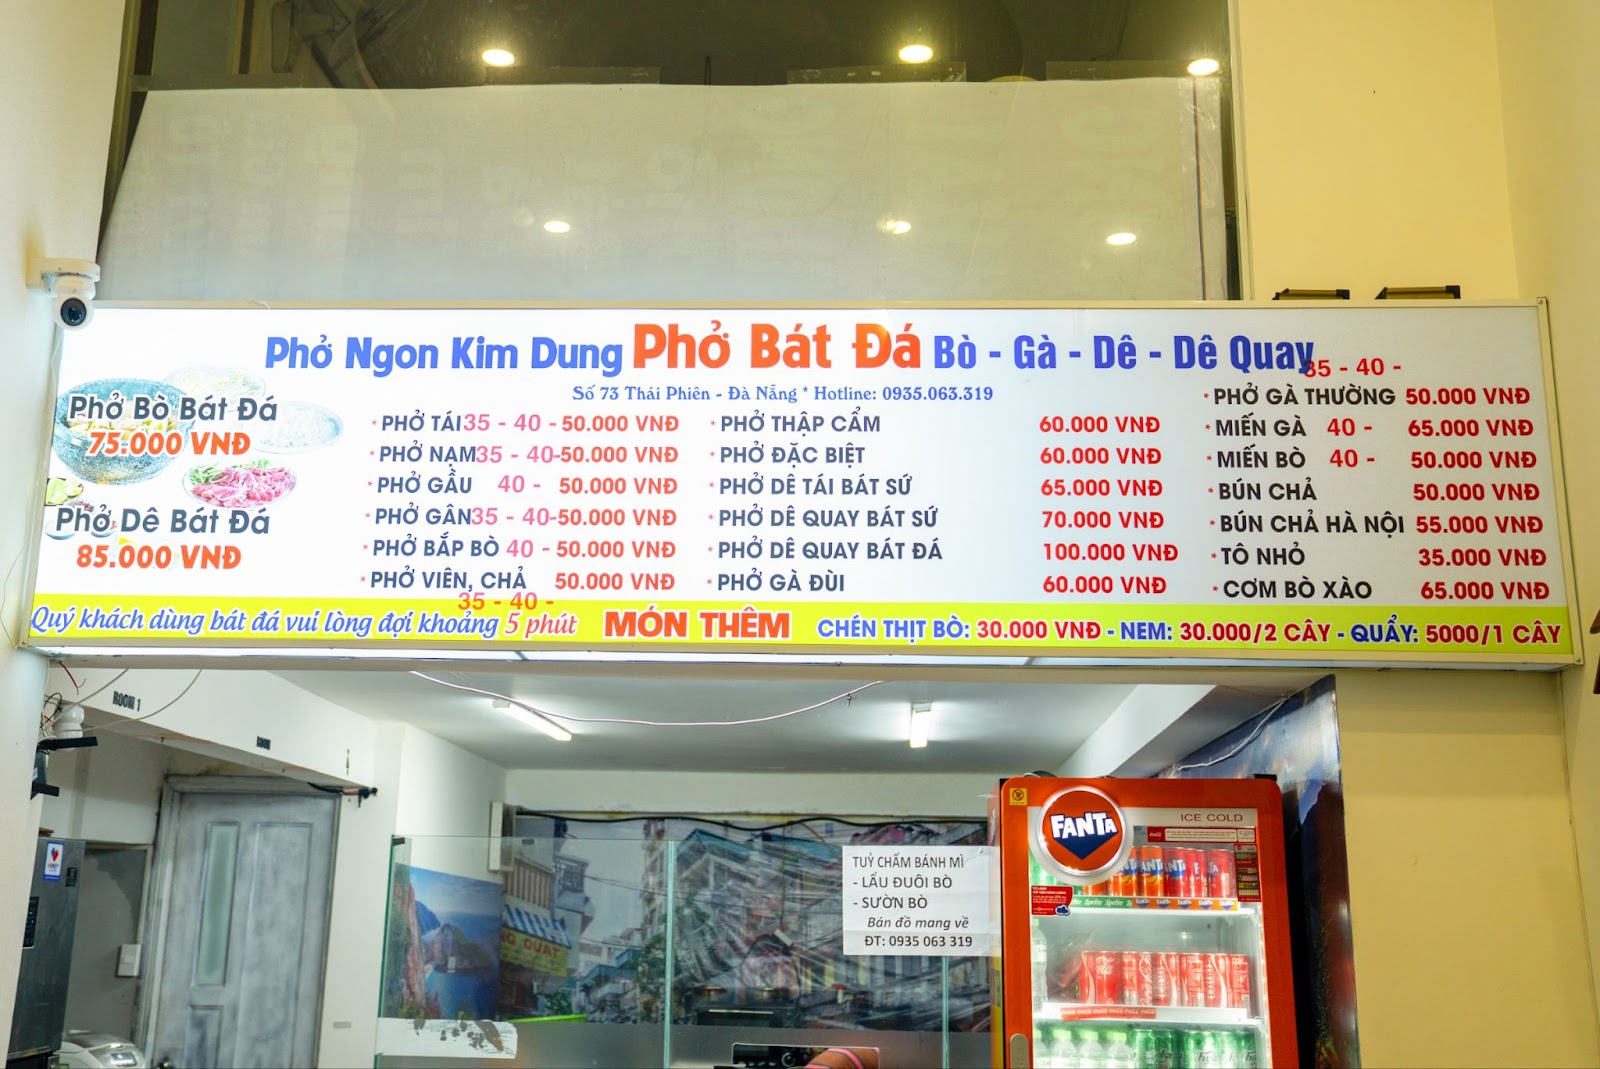 Phở Ngon Kim Dung Phở Bát Đá Bò - Gà - Dê - Dê Quay
Số 73 Thái Phiên - Đà Nẵng * Hotline: 0935.063.319
Phở Bò Bát Đá
75.000 VNĐ
Phở Dê Bát Đá
85.000 VNĐ
* PHỞ TÁI 35 - 40 - 50.000 VNĐ
* PHỞ NẠM 35 - 40-50.000 VNĐ
* PHỞ GẦU 40 - 50.000 VNĐ
* PHỞ GÂN 35 - 40-50.000 VNĐ
* PHỞ BẮP BÒ 40 - 50.000 VNĐ
* PHỞ VIÊN, CHẢ 50.000 VNĐ
35 - 40 -
* PHỞ THẬP CẨM 60.000 VNĐ
* PHỞ ĐẶC BIỆT 60.000 VNĐ
* PHỞ DÊ TÁI BÁT SỨ 65.000 VNĐ
* PHỞ DÊ QUAY BÁT SỨ 70.000 VNĐ
* PHỞ DÊ QUAY BÁT ĐÁ 100.000 VNĐ
* PHỞ GÀ ĐÙI 60.000 VNĐ
35 - 40 -
* PHỞ GÀ THƯỜNG 50.000 VNĐ
* MIẾN GÀ 40 - 65.000 VNĐ
* MIẾN BÒ 40 - 50.000 VNĐ
* BÚN CHẢ 50.000 VNĐ
* BÚN CHẢ HÀ NỘI 55.000 VNĐ
* TÔ NHỎ 35.000 VNĐ
* CƠM BÒ XÀO 65.000 VNĐ
Quý khách dùng bát đá vui lòng đợi khoảng 5 phút MÓN THÊM CHÉN THỊT BÒ: 30.000 VNĐ - NEM: 30.000/2 CÂY - QUẨY: 5000/1 CÂY
ROOM 1
ROOM
TUỶ CHẤM BÁNH MÌ
- LẨU ĐUÔI BÒ
- SƯỜN BÒ
Bán đồ mang về
ĐT: 0935 063 319
ICE COLD
FANTA